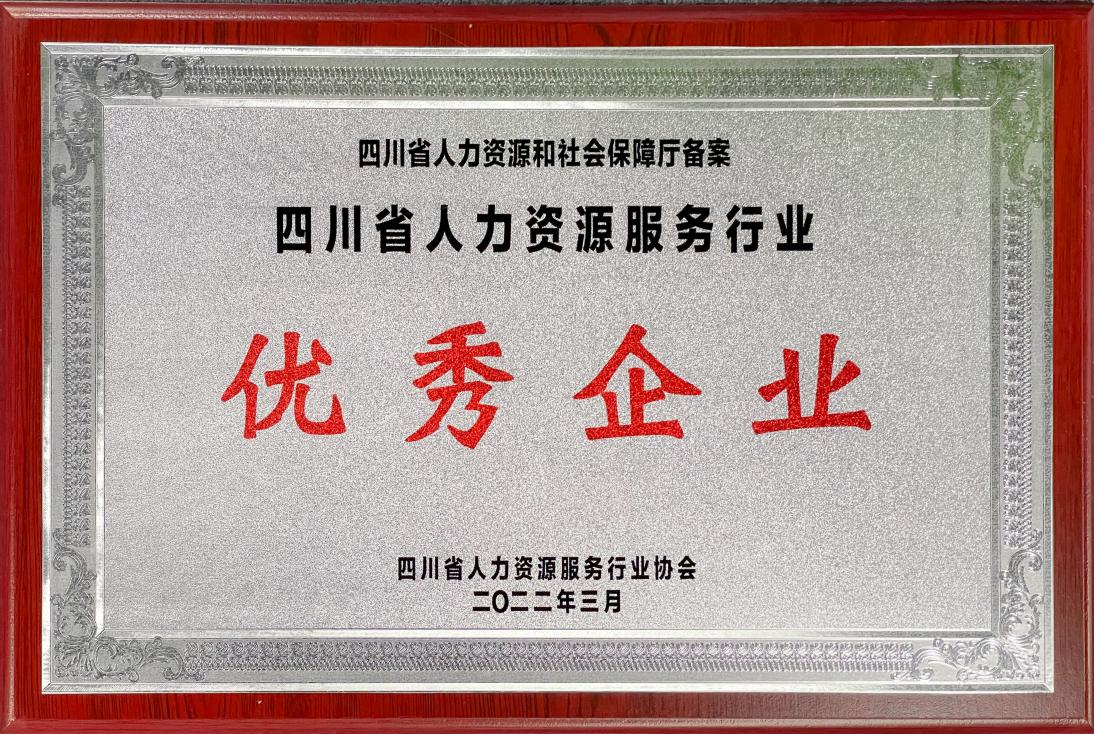 四川省人力资源和社会保障厅备案
四川省人力资源服务行业
优秀企业
四川省人力资源服务行业协会
二〇二二年三月